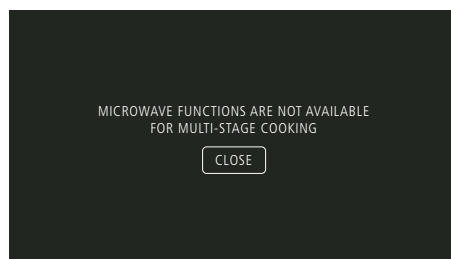 MICROWAVE FUNCTIONS ARE NOT AVAILABLE
FOR MULTI-STAGE COOKING
CLOSE